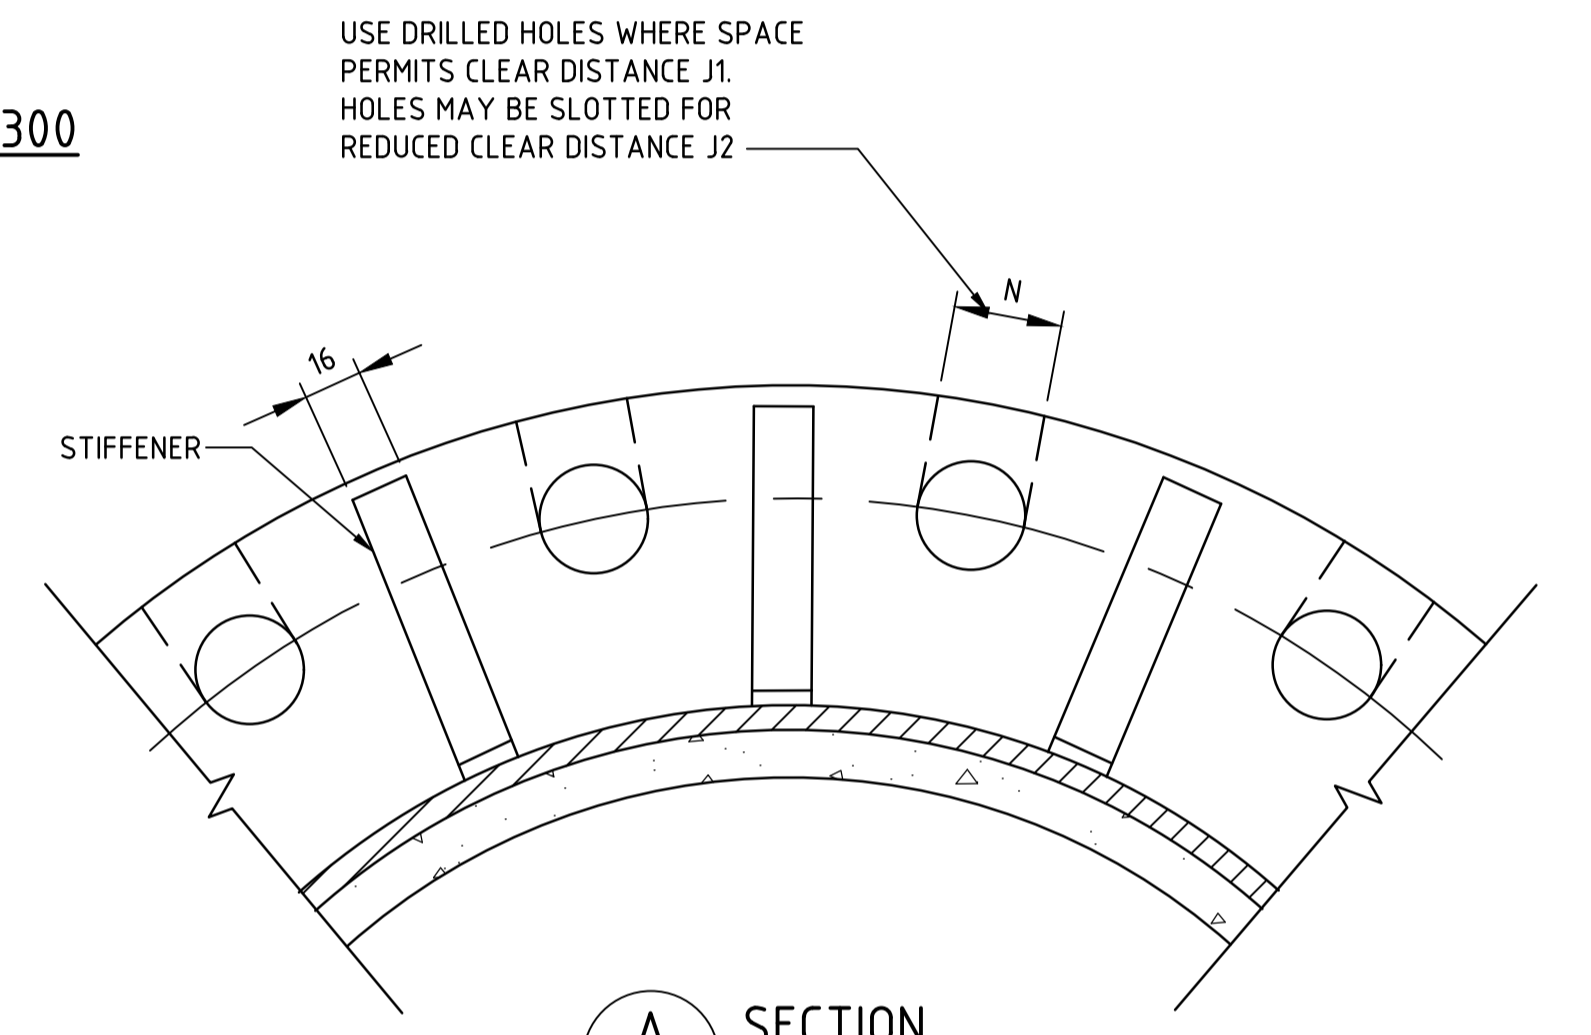 USE DRILLED HOLES WHERE SPACE
PERMITS CLEAR DISTANCE J1.
HOLES MAY BE SLOTTED FOR
REDUCED CLEAR DISTANCE J2
300
N
16
STIFFENER
A
SECTION